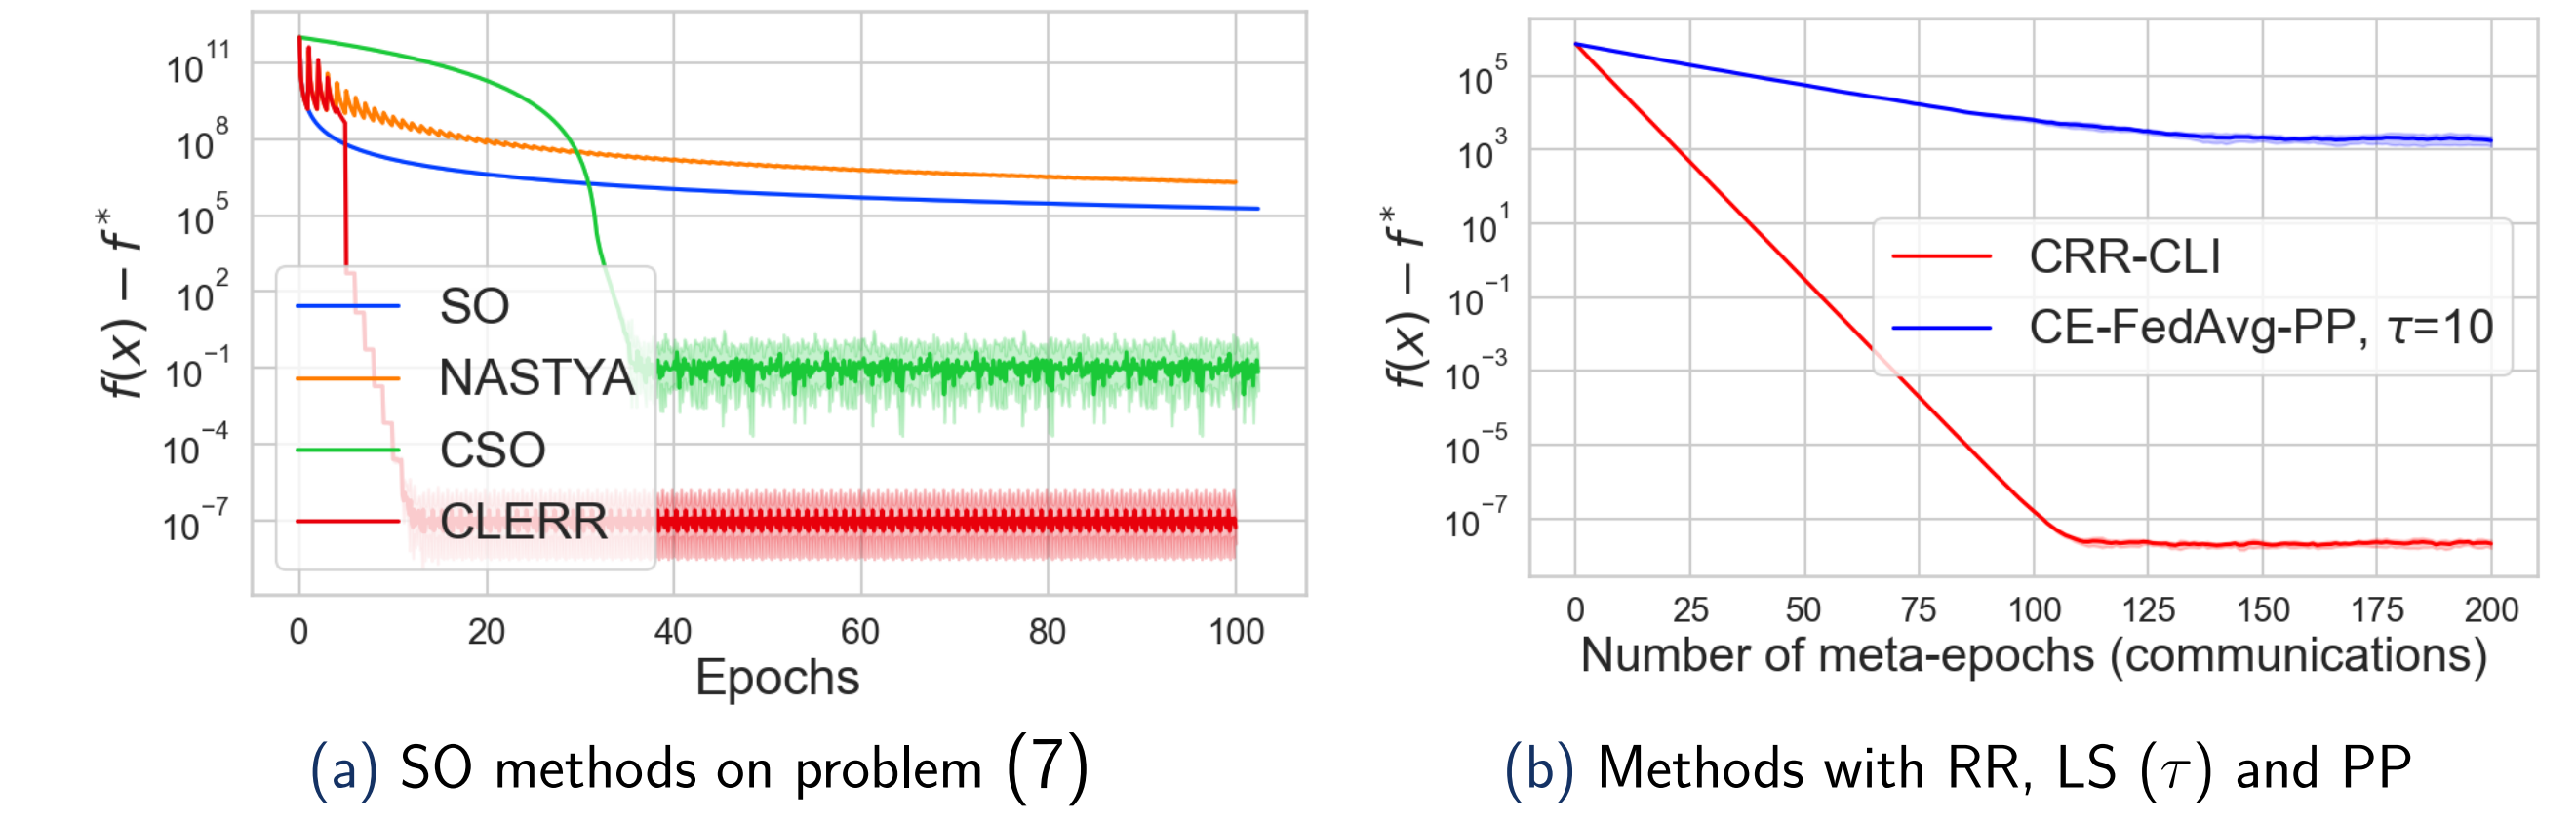 f(x) − f*
10^11
10^8
10^5
10^2
10^−1
10^−4
10^−7
SO
NASTYA
CSO
CLERR
0 20 40 60 80 100
Epochs
(a) SO methods on problem (7)
f(x) − f*
10^5
10^3
10^1
10^−1
10^−3
10^−5
10^−7
CRR-CLI
CE-FedAvg-PP, τ=10
0 25 50 75 100 125 150 175 200
Number of meta-epochs (communications)
(b) Methods with RR, LS (τ) and PP